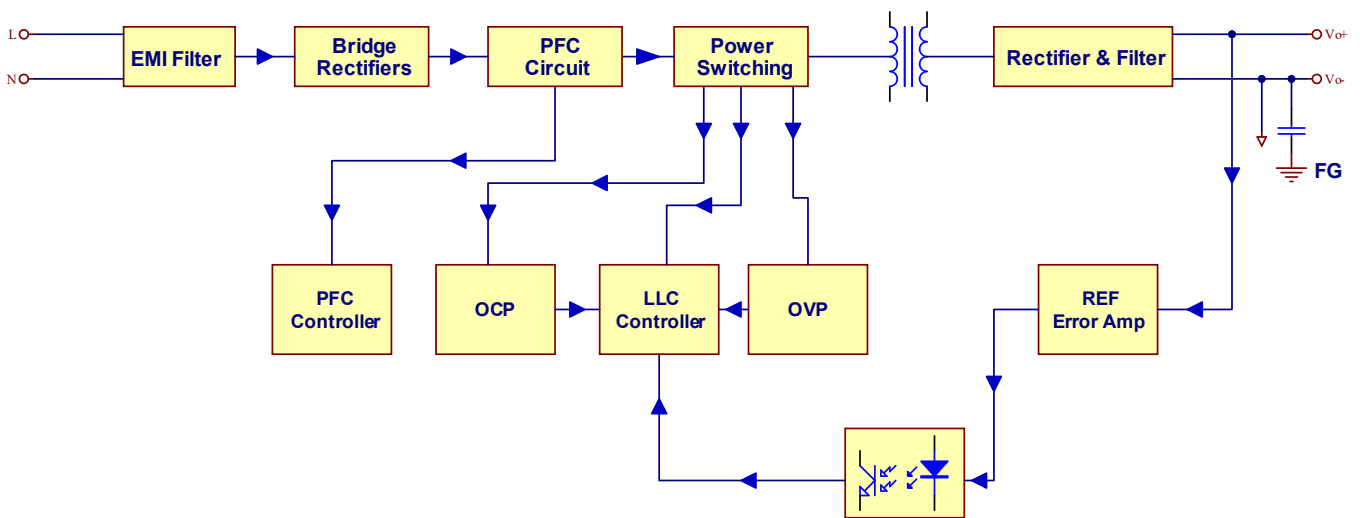 L
N
EMI Filter
Bridge
Rectifiers
PFC
Circuit
Power
Switching
Rectifier & Filter
Vo+
Vo-
FG
PFC
Controller
OCP
LLC
Controller
OVP
REF
Error Amp